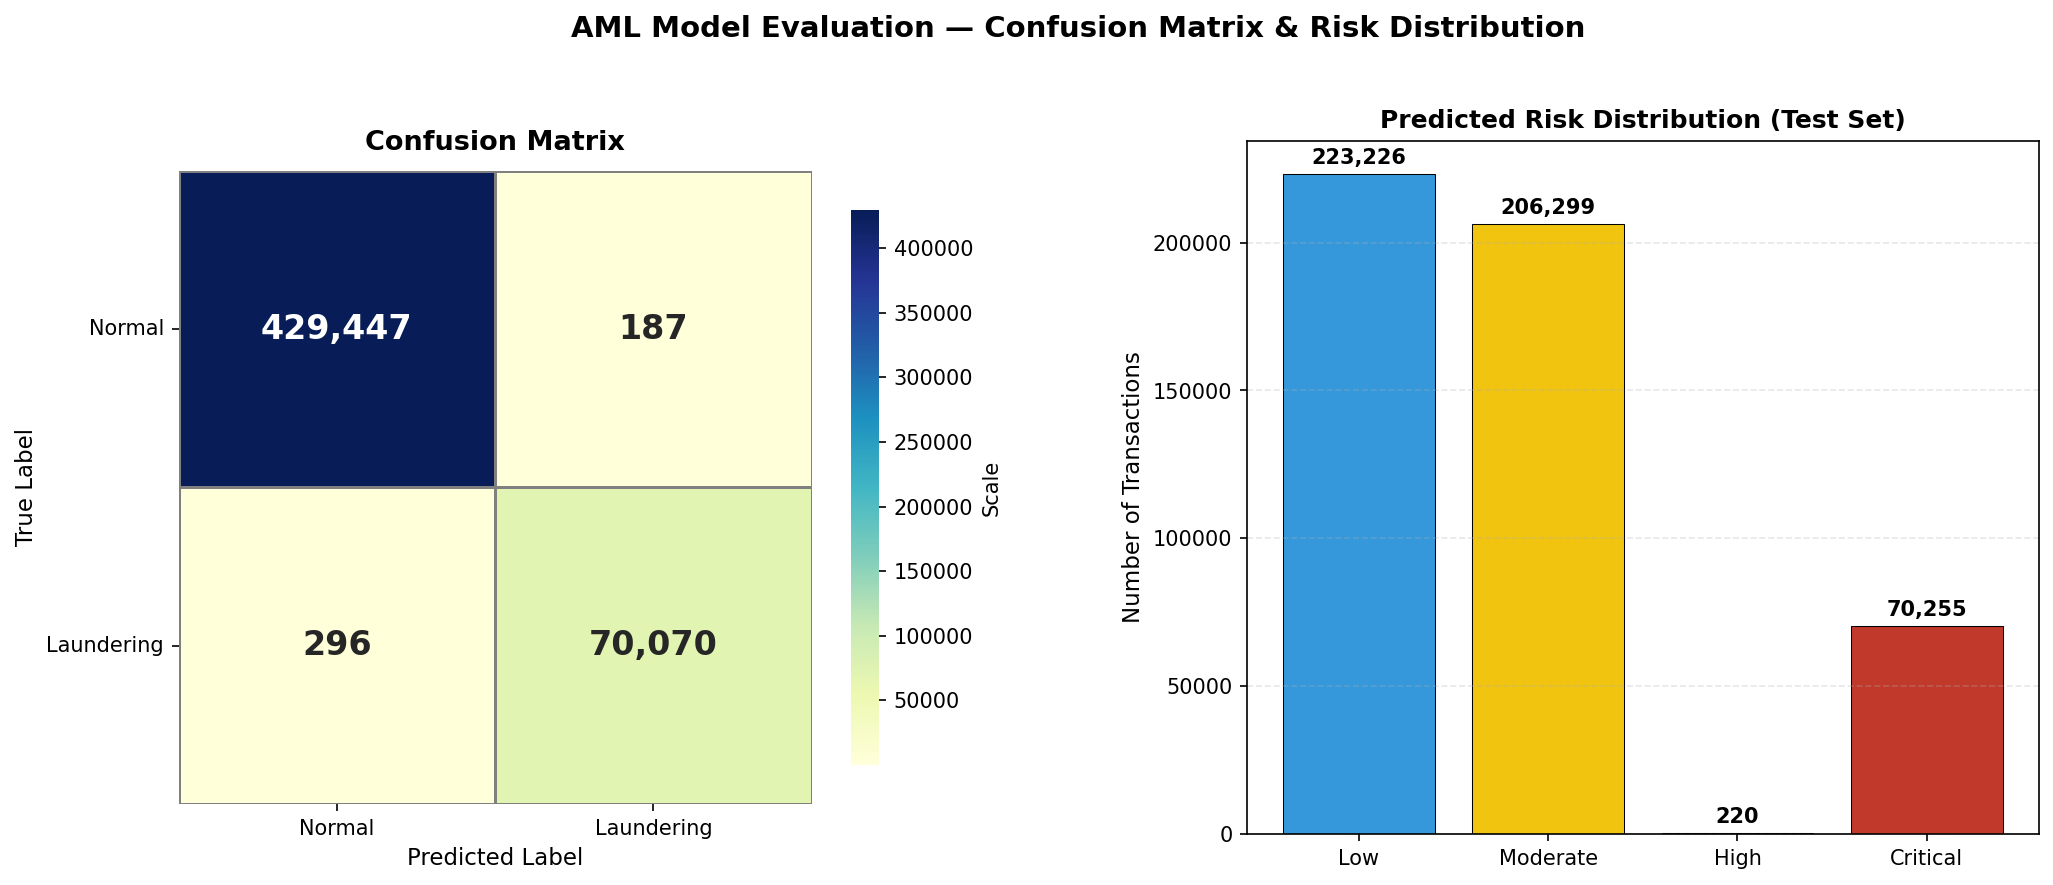 AML Model Evaluation — Confusion Matrix & Risk Distribution
Confusion Matrix
True Label
Normal
Laundering
429,447
187
296
70,070
Normal
Laundering
Predicted Label
400000
350000
300000
250000
200000
150000
100000
50000
Scale
Predicted Risk Distribution (Test Set)
Number of Transactions
200000
150000
100000
50000
0
223,226
206,299
220
70,255
Low
Moderate
High
Critical